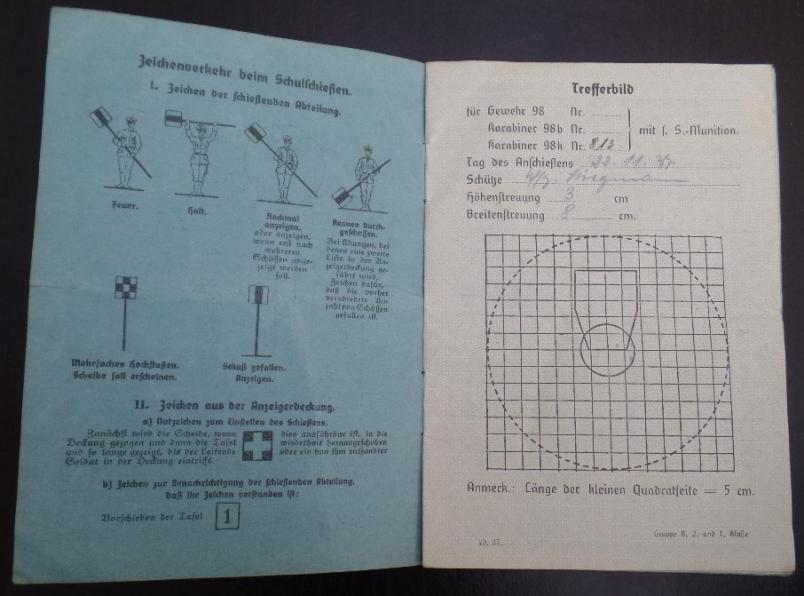 Zeichenverkehr beim Schulschießen.
I. Zeichen der schießenden Abteilung.
Feuer.
Halt.
Nochmal
anzeigen,
oder anzeigen,
wenn erst nach
mehreren
Schüssen ange-
zeigt werden
soll.
Rennen durch-
geschossen.
Bei Übungen, bei
denen eine zweite
Liste in der An-
zeigerdeckung ge-
führt wird,
Zeichen dafür,
daß die vorher
verabredete An-
zahl von Schüssen
gefallen ist.
Mehrfaches Hochstoßen.
Scheibe soll erscheinen.
Schuß gefallen.
Anzeigen.
II. Zeichen aus der Anzeigerdeckung.
a) Notzeichen zum Einstellen des Schießens.
Zunächst wird die Scheibe, wenn dies ausführbar ist, in die
Deckung gezogen und dann die Tafel wiederholt herausgeschoben
und so lange gezeigt, bis der Leitende oder ein von ihm entsandter
Soldat in der Deckung eintrifft.
b) Zeichen zur Benachrichtigung der schießenden Abteilung,
daß ihr Zeichen verstanden ist:
Vorschieben der Tafel 1
Trefferbild
für Gewehr 98 Nr.
Karabiner 98b Nr. mit s. S.-Munition.
Karabiner 98k Nr. 813
Tag des Anschießens 22. 11. 37
Schütze
Höhenstreuung 3 cm
Breitenstreuung 8 cm.
Anmerk.: Länge der kleinen Quadratseite = 5 cm.
Gruppe B, 2. und 1. Klasse
10. 37.